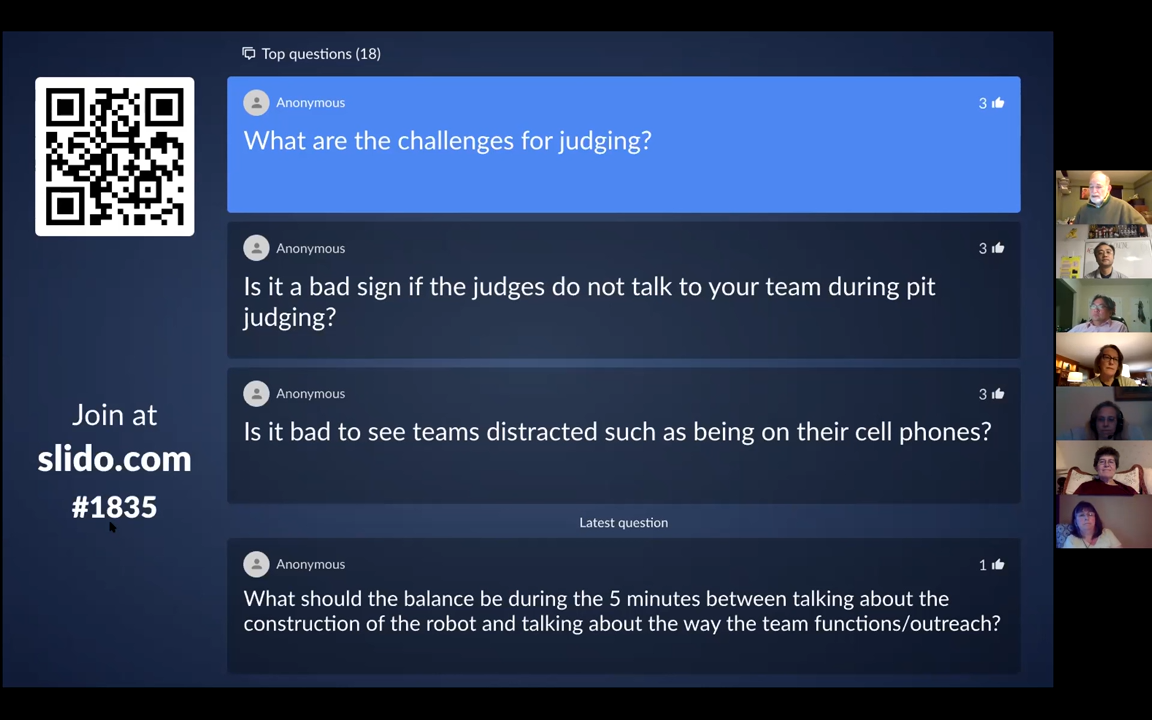 Top questions (18)
Anonymous
3
What are the challenges for judging?
Anonymous
3
Is it a bad sign if the judges do not talk to your team during pit
judging?
Anonymous
3
Is it bad to see teams distracted such as being on their cell phones?
Latest question
Anonymous
1
What should the balance be during the 5 minutes between talking about the
construction of the robot and talking about the way the team functions/outreach?
Join at
slido.com
#1835